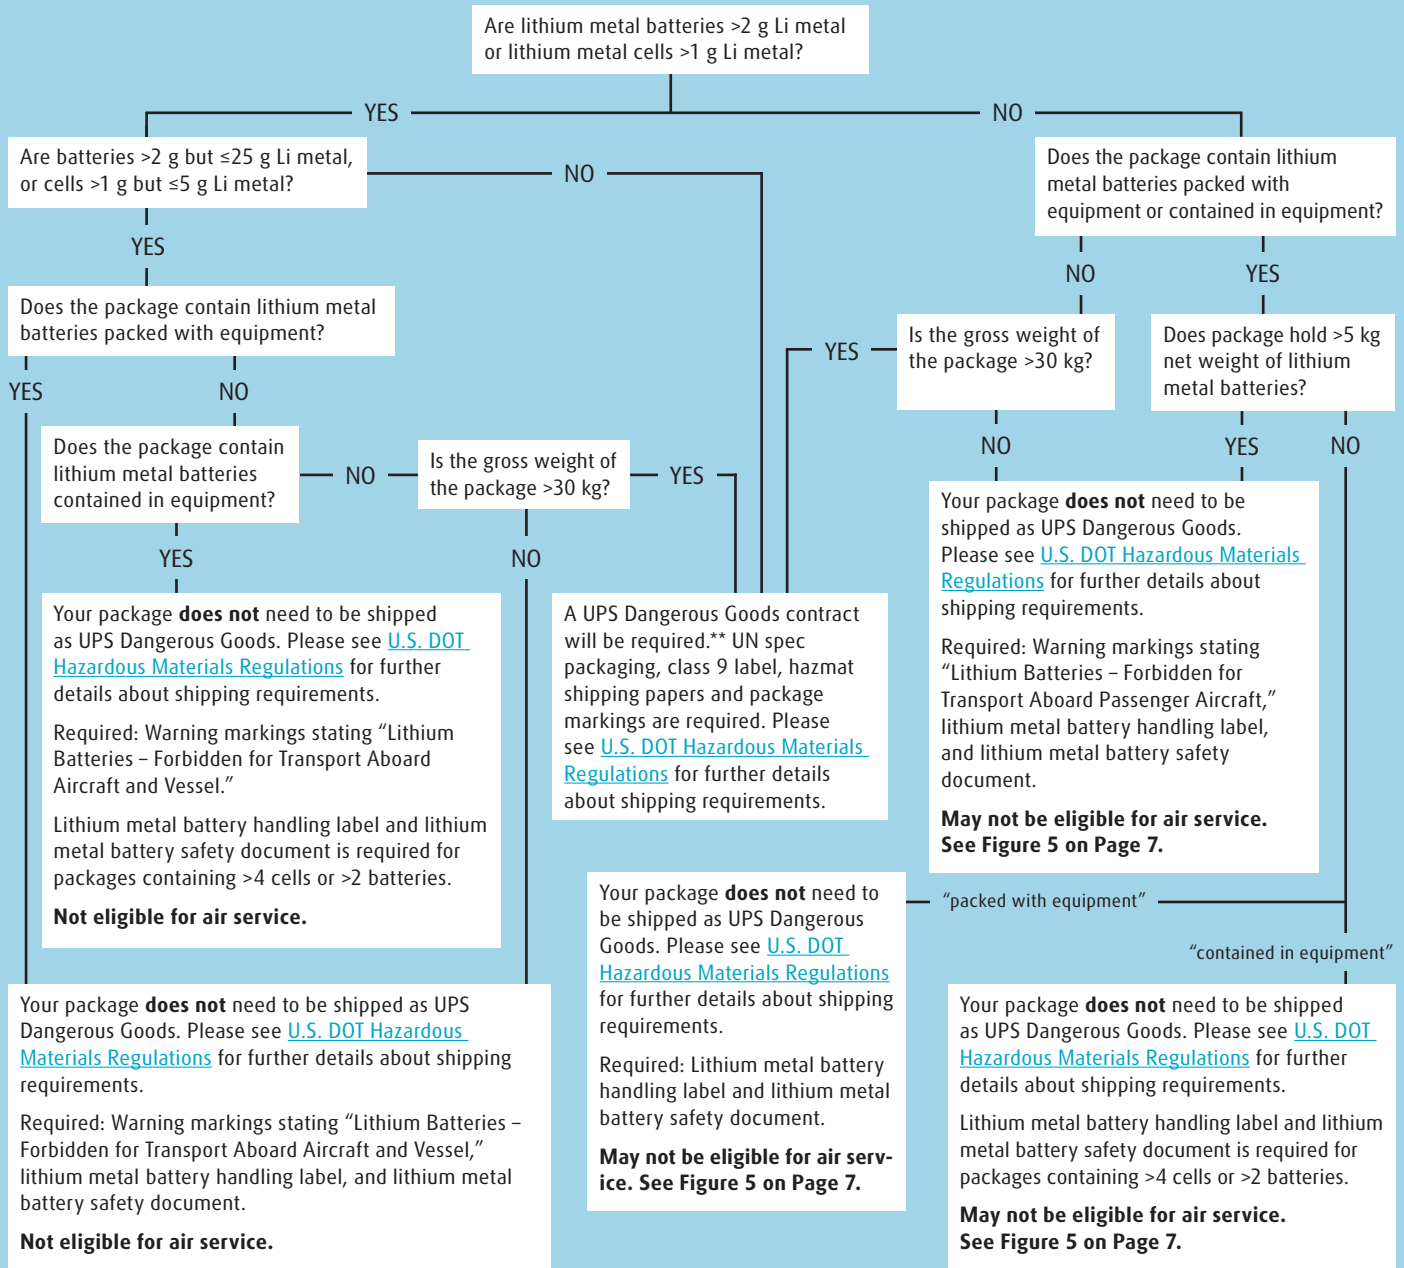 Are lithium metal batteries >2 g Li metal
or lithium metal cells >1 g Li metal?
YES
NO
Are batteries >2 g but ≤25 g Li metal,
or cells >1 g but ≤5 g Li metal?
NO
Does the package contain lithium
metal batteries packed with
equipment or contained in equipment?
YES
NO
YES
Does the package contain lithium metal
batteries packed with equipment?
Is the gross weight of
the package >30 kg?
YES
Does package hold >5 kg
net weight of lithium
metal batteries?
YES
NO
Does the package contain
lithium metal batteries
contained in equipment?
NO
Is the gross weight of
the package >30 kg?
YES
NO
YES
NO
YES
NO
Your package does not need to be shipped
as UPS Dangerous Goods. Please see U.S. DOT
Hazardous Materials Regulations for further
details about shipping requirements.
Required: Warning markings stating “Lithium
Batteries – Forbidden for Transport Aboard
Aircraft and Vessel.”
Lithium metal battery handling label and lithium
metal battery safety document is required for
packages containing >4 cells or >2 batteries.
Not eligible for air service.
A UPS Dangerous Goods contract
will be required.** UN spec
packaging, class 9 label, hazmat
shipping papers and package
markings are required. Please
see U.S. DOT Hazardous Materials
Regulations for further details
about shipping requirements.
Your package does not need to be
shipped as UPS Dangerous Goods.
Please see U.S. DOT Hazardous Materials
Regulations for further details about
shipping requirements.
Required: Warning markings stating
“Lithium Batteries – Forbidden for
Transport Aboard Passenger Aircraft,”
lithium metal battery handling label,
and lithium metal battery safety
document.
May not be eligible for air service.
See Figure 5 on Page 7.
“packed with equipment”
“contained in equipment”
Your package does not need to be shipped as UPS
Dangerous Goods. Please see U.S. DOT Hazardous
Materials Regulations for further details about shipping
requirements.
Required: Warning markings stating “Lithium Batteries –
Forbidden for Transport Aboard Aircraft and Vessel,”
lithium metal battery handling label, and lithium metal
battery safety document.
Not eligible for air service.
Your package does not need to
be shipped as UPS Dangerous
Goods. Please see U.S. DOT
Hazardous Materials Regulations
for further details about shipping
requirements.
Required: Lithium metal battery
handling label and lithium metal
battery safety document.
May not be eligible for air serv-
ice. See Figure 5 on Page 7.
Your package does not need to be shipped
as UPS Dangerous Goods. Please see U.S. DOT
Hazardous Materials Regulations for further
details about shipping requirements.
Lithium metal battery handling label and lithium
metal battery safety document is required for
packages containing >4 cells or >2 batteries.
May not be eligible for air service.
See Figure 5 on Page 7.